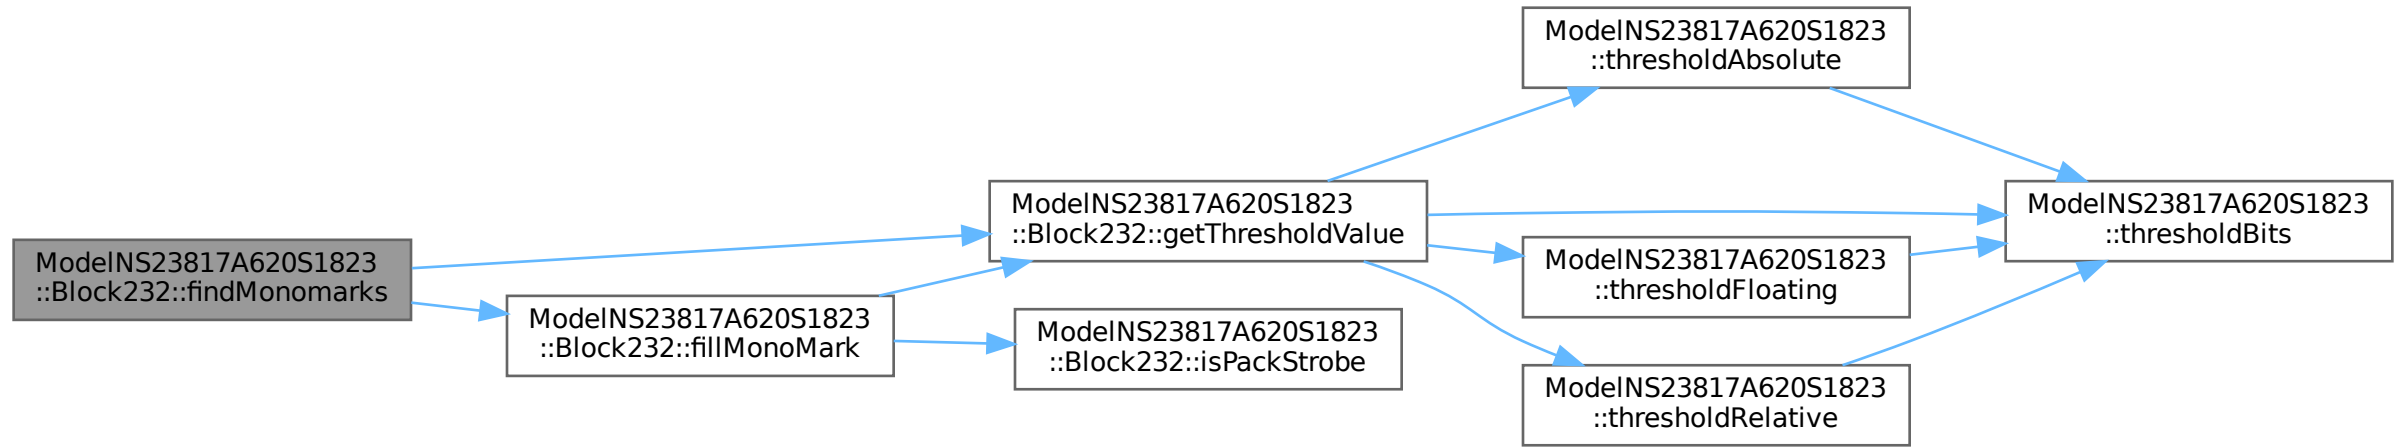 ModelNS23817A620S1823
::Block232::findMonomarks
ModelNS23817A620S1823
::Block232::fillMonoMark
ModelNS23817A620S1823
::Block232::getThresholdValue
ModelNS23817A620S1823
::Block232::isPackStrobe
ModelNS23817A620S1823
::thresholdAbsolute
ModelNS23817A620S1823
::thresholdFloating
ModelNS23817A620S1823
::thresholdRelative
ModelNS23817A620S1823
::thresholdBits